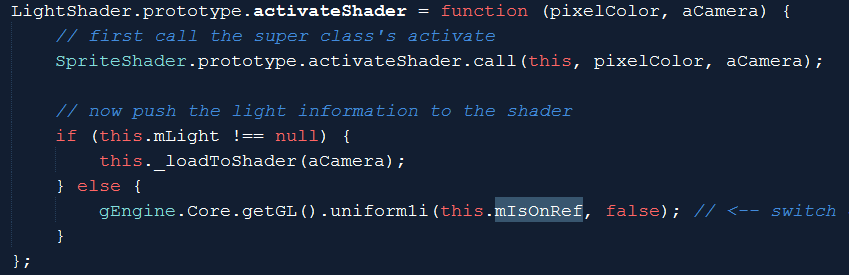 LightShader.prototype.activateShader = function (pixelColor, aCamera) {
    // first call the super class's activate
    SpriteShader.prototype.activateShader.call(this, pixelColor, aCamera);

    // now push the light information to the shader
    if (this.mLight !== null) {
        this._loadToShader(aCamera);
    } else {
        gEngine.Core.getGL().uniform1i(this.mIsOnRef, false); // <-- switch
    }
};